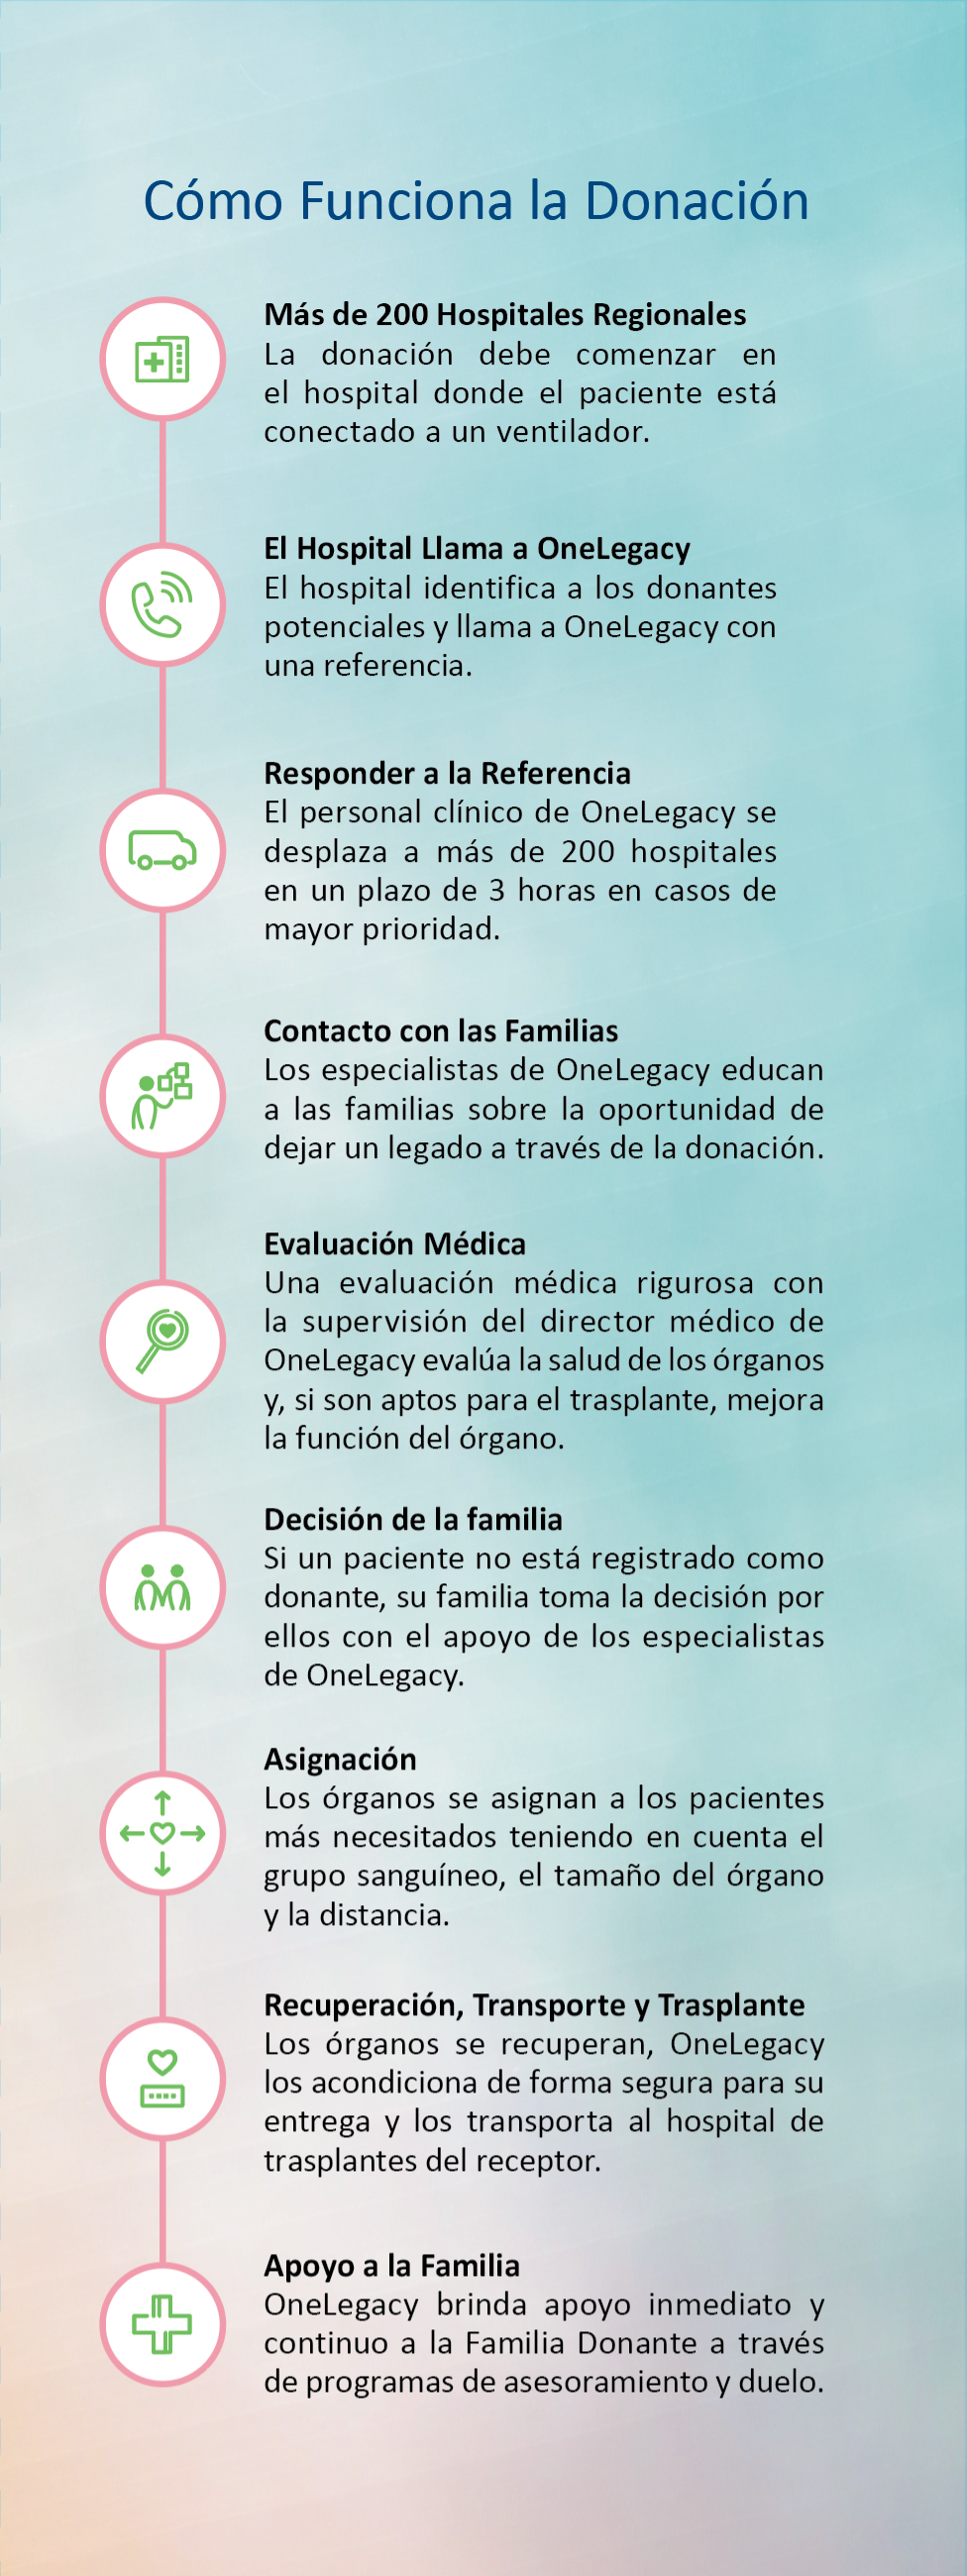 Cómo Funciona la Donación
Más de 200 Hospitales Regionales
La donación debe comenzar en
el hospital donde el paciente está
conectado a un ventilador.
El Hospital Llama a OneLegacy
El hospital identifica a los donantes
potenciales y llama a OneLegacy con
una referencia.
Responder a la Referencia
El personal clínico de OneLegacy se
desplaza a más de 200 hospitales
en un plazo de 3 horas en casos de
mayor prioridad.
Contacto con las Familias
Los especialistas de OneLegacy educan
a las familias sobre la oportunidad de
dejar un legado a través de la donación.
Evaluación Médica
Una evaluación médica rigurosa con
la supervisión del director médico de
OneLegacy evalúa la salud de los órganos
y, si son aptos para el trasplante, mejora
la función del órgano.
Decisión de la familia
Si un paciente no está registrado como
donante, su familia toma la decisión por
ellos con el apoyo de los especialistas
de OneLegacy.
Asignación
Los órganos se asignan a los pacientes
más necesitados teniendo en cuenta el
grupo sanguíneo, el tamaño del órgano
y la distancia.
Recuperación, Transporte y Trasplante
Los órganos se recuperan, OneLegacy
los acondiciona de forma segura para su
entrega y los transporta al hospital de
trasplantes del receptor.
Apoyo a la Familia
OneLegacy brinda apoyo inmediato y
continuo a la Familia Donante a través
de programas de asesoramiento y duelo.